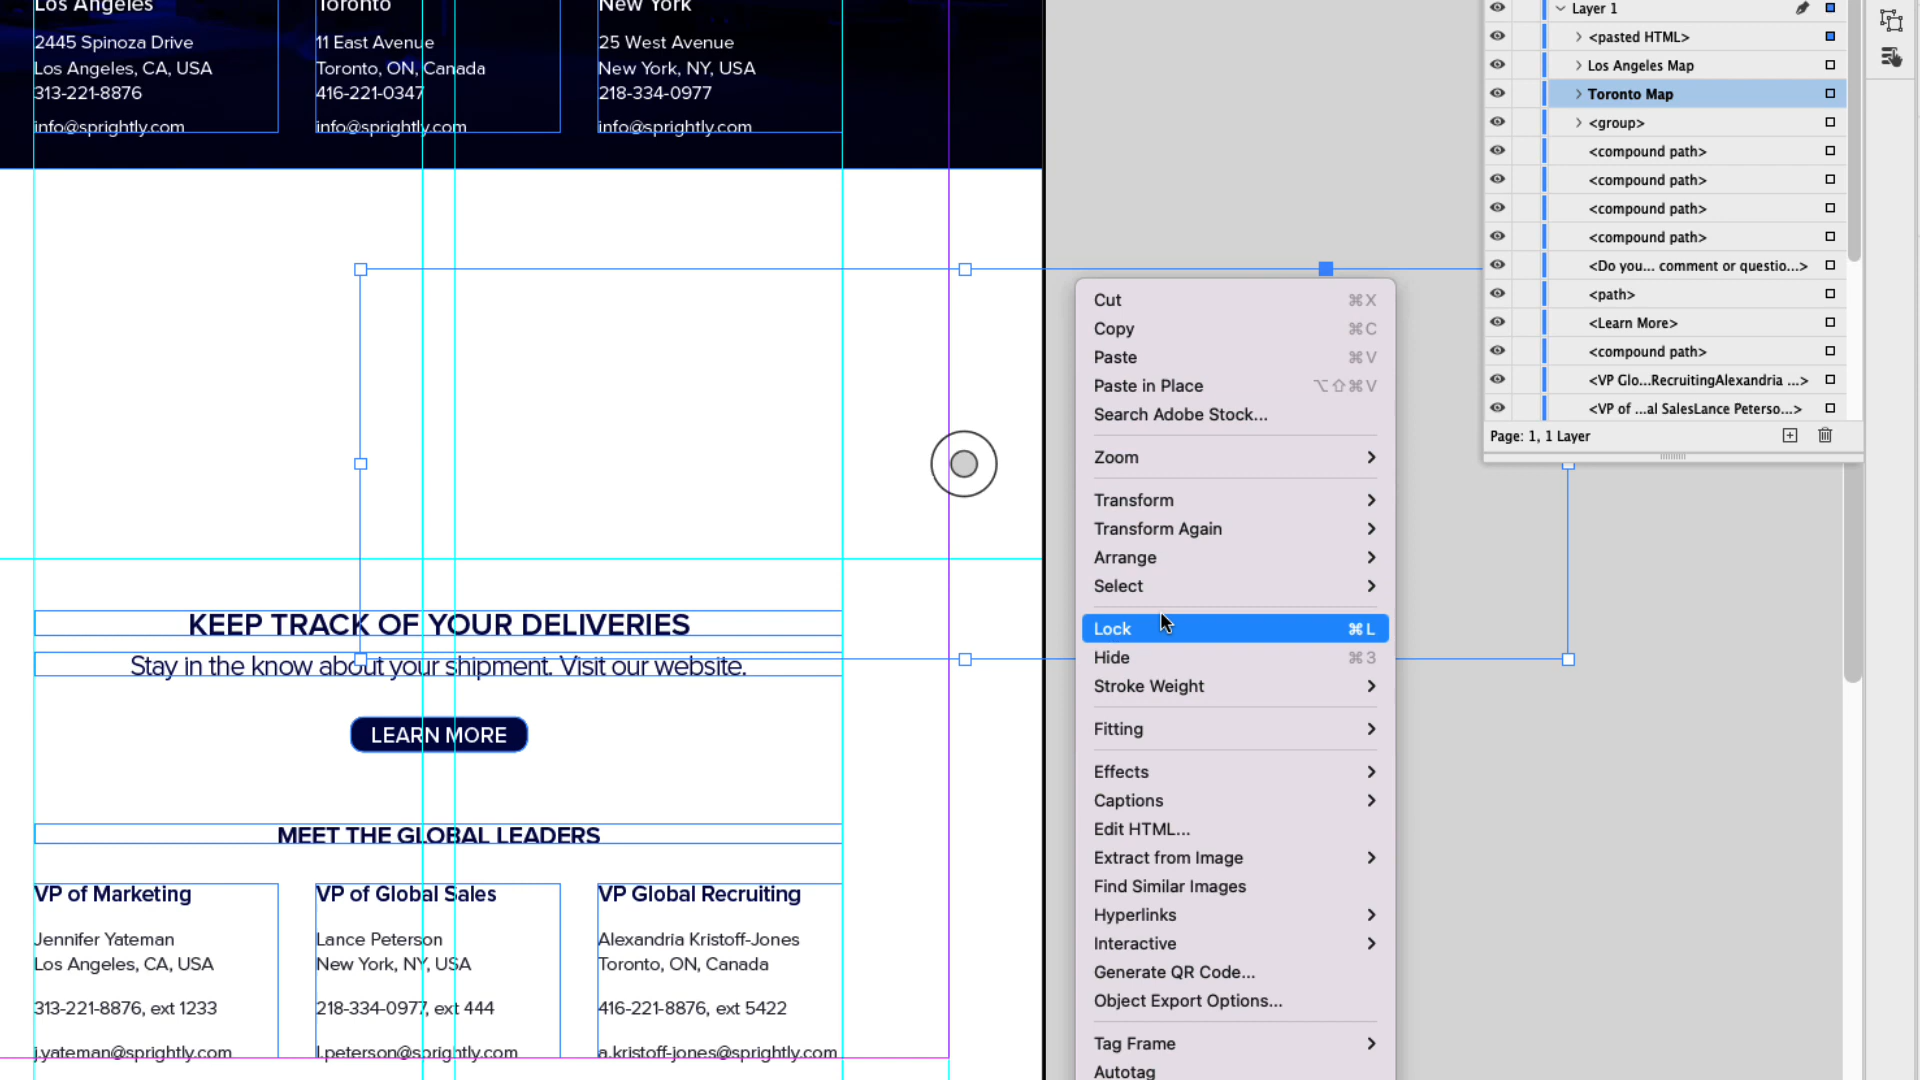 Los Angeles
Toronto
New York
2445 Spinoza Drive
Los Angeles, CA, USA
313-221-8876
info@sprightly.com
11 East Avenue
Toronto, ON, Canada
416-221-0347
info@sprightly.com
25 West Avenue
New York, NY, USA
218-334-0977
info@sprightly.com
KEEP TRACK OF YOUR DELIVERIES
Stay in the know about your shipment. Visit our website.
LEARN MORE
MEET THE GLOBAL LEADERS
VP of Marketing
Jennifer Yateman
Los Angeles, CA, USA
313-221-8876, ext 1233
j.yateman@sprightly.com
VP of Global Sales
Lance Peterson
New York, NY, USA
218-334-0977, ext 444
l.peterson@sprightly.com
VP Global Recruiting
Alexandria Kristoff-Jones
Toronto, ON, Canada
416-221-8876, ext 5422
a.kristoff-jones@sprightly.com
Cut ⌘X
Copy ⌘C
Paste ⌘V
Paste in Place ⌥⇧⌘V
Search Adobe Stock...
Zoom
Transform
Transform Again
Arrange
Select
Lock ⌘L
Hide ⌘3
Stroke Weight
Fitting
Effects
Captions
Edit HTML...
Extract from Image
Find Similar Images
Hyperlinks
Interactive
Generate QR Code...
Object Export Options...
Tag Frame
Autotag
Layer 1
<pasted HTML>
Los Angeles Map
Toronto Map
<group>
<compound path>
<compound path>
<compound path>
<compound path>
<Do you... comment or questio...>
<path>
<Learn More>
<compound path>
<VP Glo...RecruitingAlexandria ...>
<VP of ...al SalesLance Peterso...>
Page: 1, 1 Layer